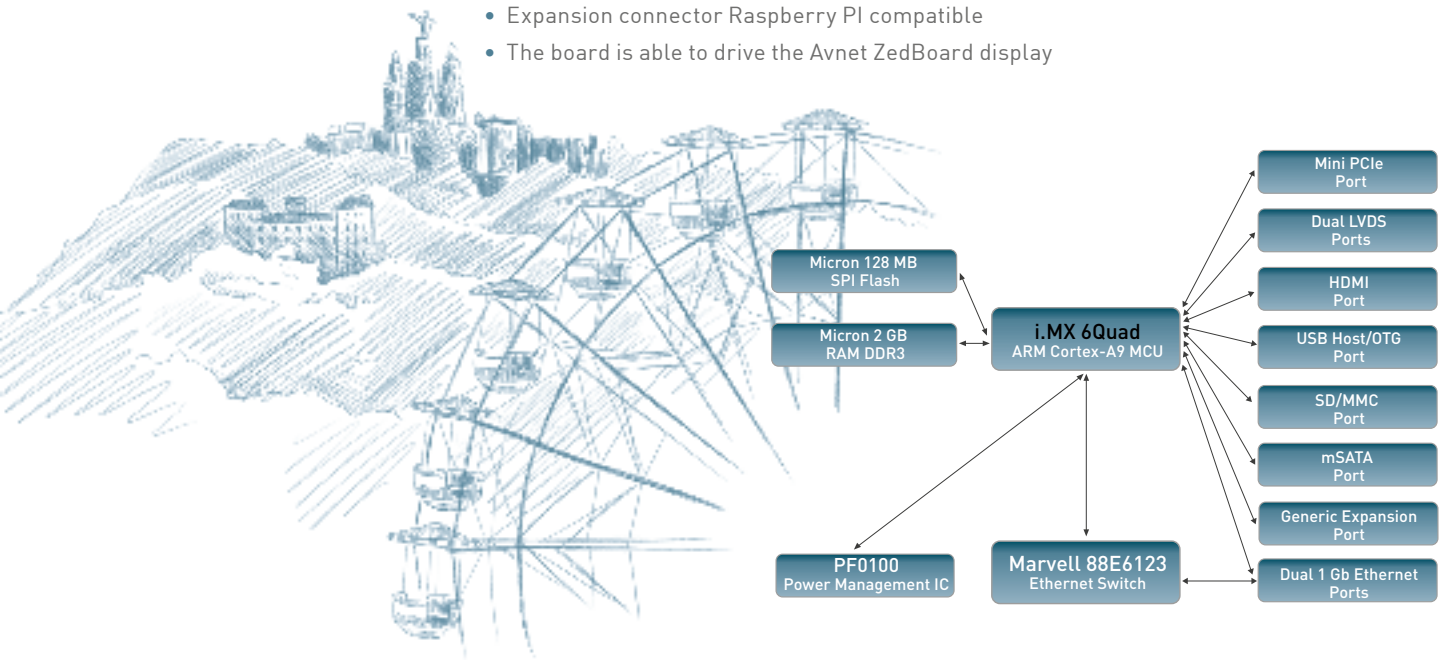 • Expansion connector Raspberry PI compatible
• The board is able to drive the Avnet ZedBoard display
Mini PCIe
Port
Dual LVDS
Ports
Micron 128 MB
SPI Flash
HDMI
Port
Micron 2 GB
RAM DDR3
i.MX 6Quad
ARM Cortex-A9 MCU
USB Host/OTG
Port
SD/MMC
Port
mSATA
Port
Generic Expansion
Port
PF0100
Power Management IC
Marvell 88E6123
Ethernet Switch
Dual 1 Gb Ethernet
Ports